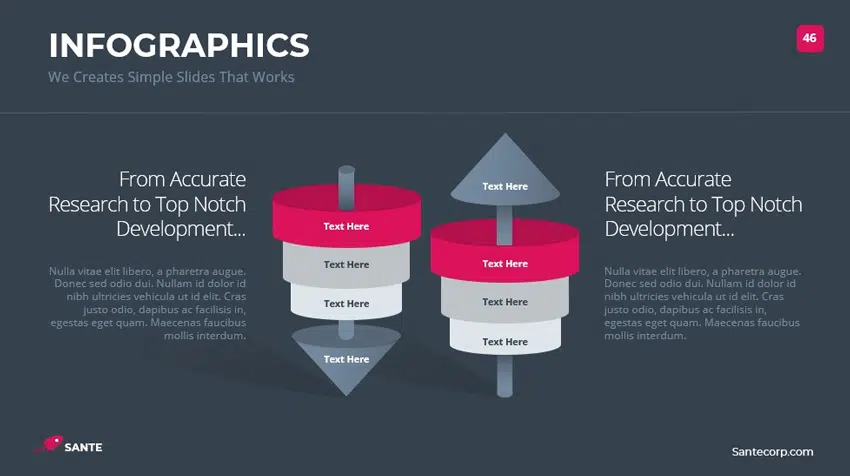 INFOGRAPHICS
46
We Creates Simple Slides That Works
From Accurate
Research to Top Notch
Development...
Nulla vitae elit libero, a pharetra augue.
Donec sed odio dui. Nullam id dolor id
nibh ultricies vehicula ut id elit. Cras
justo odio, dapibus ac facilisis in,
egestas eget quam. Maecenas faucibus
mollis interdum.
Text Here
Text Here
Text Here
Text Here
Text Here
Text Here
Text Here
Text Here
From Accurate
Research to Top Notch
Development...
Nulla vitae elit libero, a pharetra augue.
Donec sed odio dui. Nullam id dolor id
nibh ultricies vehicula ut id elit. Cras
justo odio, dapibus ac facilisis in,
egestas eget quam. Maecenas faucibus
mollis interdum.
SANTE
Santecorp.com